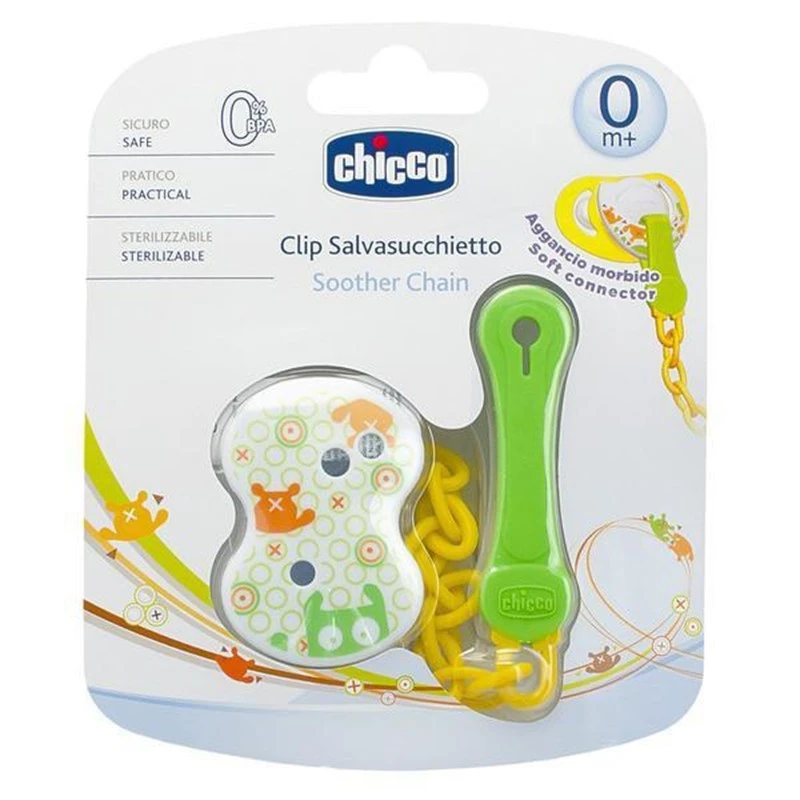 SICURO
SAFE
0%
BPA
PRATICO
PRACTICAL
STERILIZZABILE
STERILIZABLE
chicco
0
m+
Clip Salvasucchietto
Soother Chain
Aggancio morbido
Soft connector
chicco